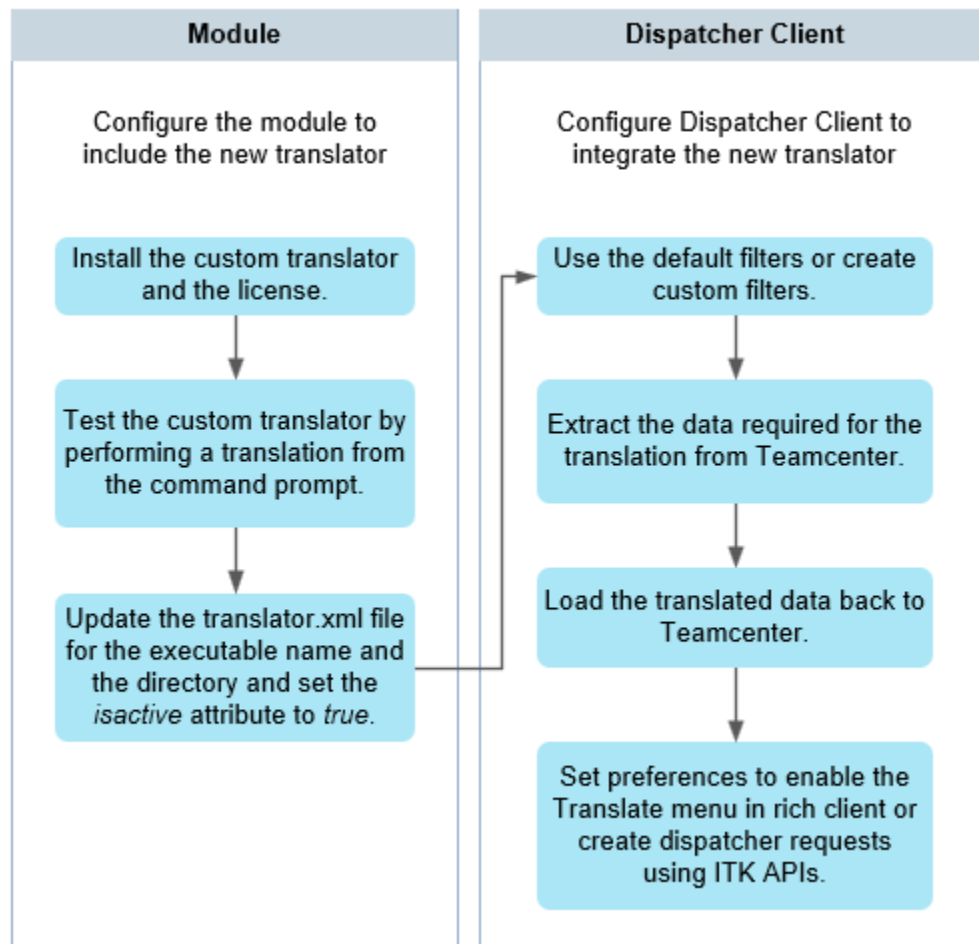 Module
Configure the module to
include the new translator
Install the custom translator
and the license.
Test the custom translator by
performing a translation from
the command prompt.
Update the translator.xml file
for the executable name and
the directory and set the
isactive attribute to true.
Dispatcher Client
Configure Dispatcher Client to
integrate the new translator
Use the default filters or create
custom filters.
Extract the data required for the
translation from Teamcenter.
Load the translated data back to
Teamcenter.
Set preferences to enable the
Translate menu in rich client or
create dispatcher requests
using ITK APIs.